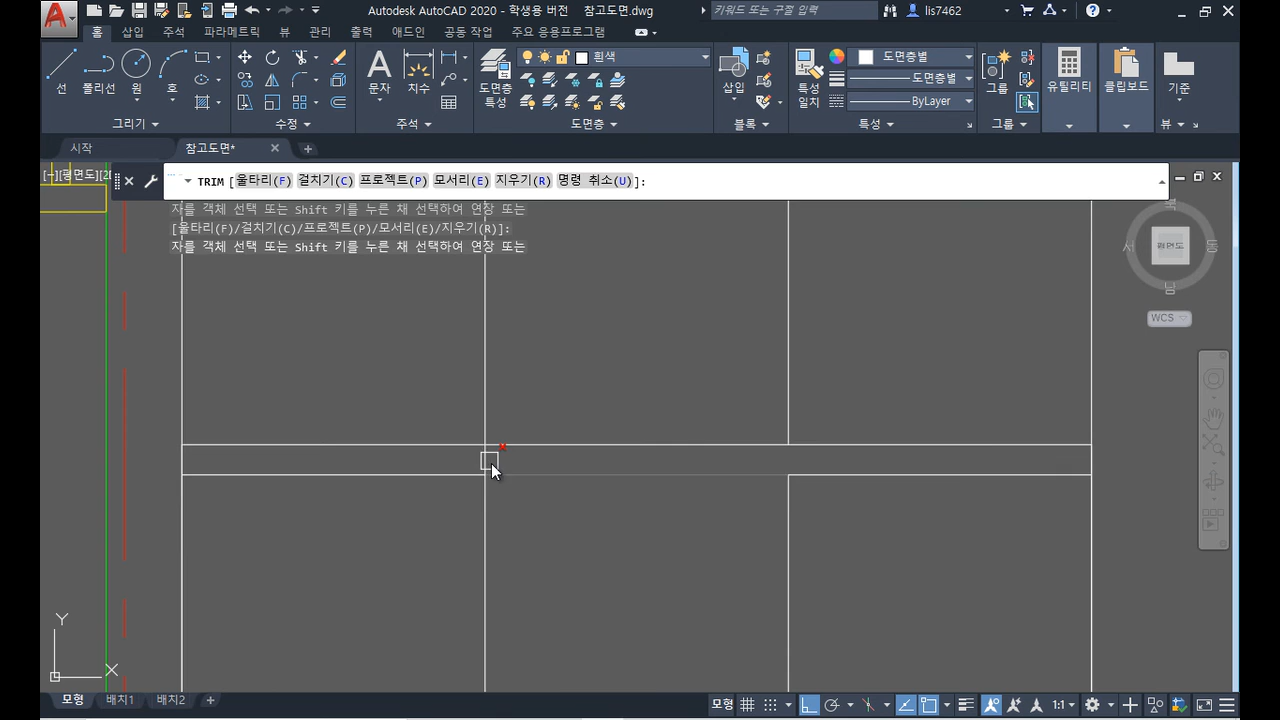 A Autodesk AutoCAD 2020 - 학생용 버전 참고도면.dwg 키워드 또는 구절 입력 lis7462
홈 삽입 주석 파라메트릭 뷰 관리 출력 애드인 공동 작업 주요 응용프로그램
선 폴리선 원 호 A 문자 치수 도면층 특성 흰색 삽입 특성 일치 도면층별 도면층별 ByLayer 그룹 유틸리티 클립보드 기준
그리기 수정 주석 도면층 블록 특성 그룹 뷰
시작 참고도면*
[−][평면도][2D
TRIM [울타리(F) 걸치기(C) 프로젝트(P) 모서리(E) 지우기(R) 명령 취소(U)]:
자를 객체 선택 또는 Shift 키를 누른 채 선택하여 연장 또는
[울타리(F)/걸치기(C)/프로젝트(P)/모서리(E)/지우기(R)]:
자를 객체 선택 또는 Shift 키를 누른 채 선택하여 연장 또는
북
서 평면도 동
남
WCS
Y
X
모형 배치1 배치2 모형 1:1